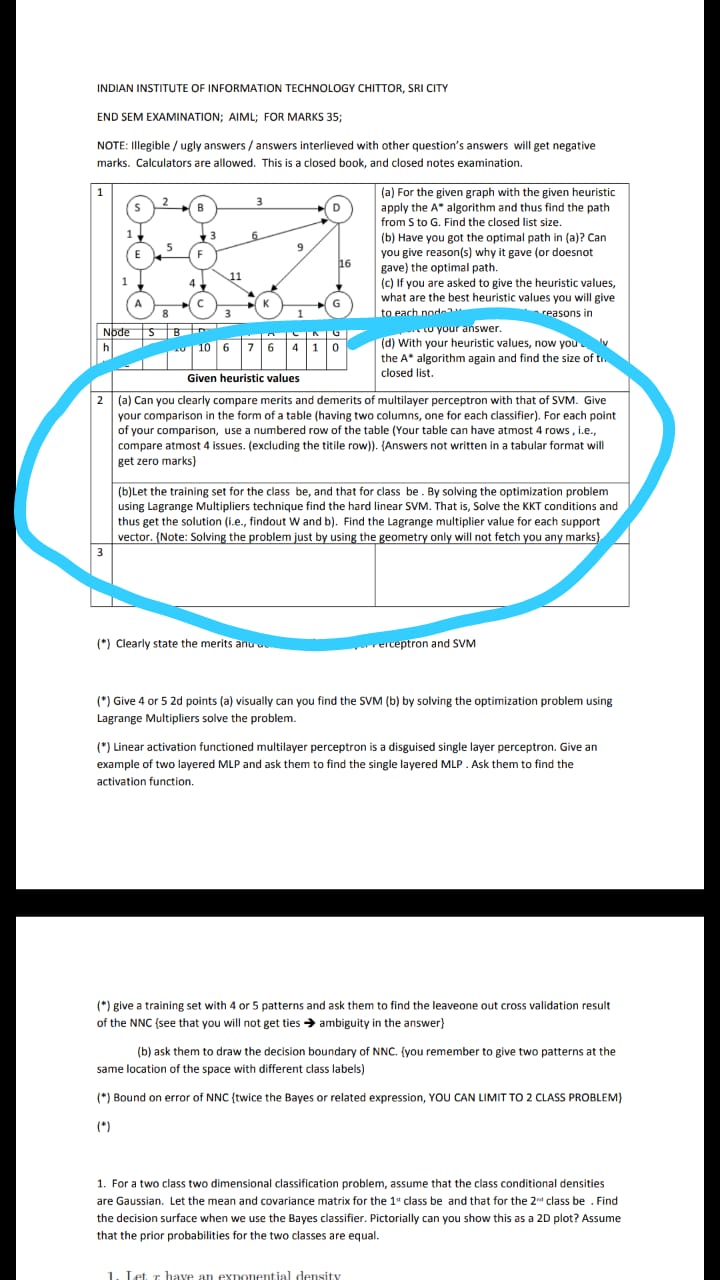 INDIAN INSTITUTE OF INFORMATION TECHNOLOGY CHITTOR, SRI CITY
END SEM EXAMINATION; AIML; FOR MARKS 35;
NOTE: Illegible / ugly answers / answers interlieved with other question's answers will get negative
marks. Calculators are allowed. This is a closed book, and closed notes examination.
1
S 2 B 3 D
1 3 6
E 5 F 9
16
1 4 11
A C K G
8 3 1
Node S B
h 10 6 7 6 4 1 0
Given heuristic values
(a) For the given graph with the given heuristic
apply the A* algorithm and thus find the path
from S to G. Find the closed list size.
(b) Have you got the optimal path in (a)? Can
you give reason(s) why it gave (or doesnot
gave) the optimal path.
(c) If you are asked to give the heuristic values,
what are the best heuristic values you will give
to each reasons in
to your answer.
(d) With your heuristic values, now you
the A* algorithm again and find the size of
closed list.
2 (a) Can you clearly compare merits and demerits of multilayer perceptron with that of SVM. Give
your comparison in the form of a table (having two columns, one for each classifier). For each point
of your comparison, use a numbered row of the table (Your table can have atmost 4 rows , i.e.,
compare atmost 4 issues. (excluding the titile row)). {Answers not written in a tabular format will
get zero marks}
(b)Let the training set for the class be, and that for class be . By solving the optimization problem
using Lagrange Multipliers technique find the hard linear SVM. That is, Solve the KKT conditions and
thus get the solution (i.e., findout W and b). Find the Lagrange multiplier value for each support
vector. {Note: Solving the problem just by using the geometry only will not fetch you any marks}
3
(*) Clearly state the merits and perceptron and SVM
(*) Give 4 or 5 2d points (a) visually can you find the SVM (b) by solving the optimization problem using
Lagrange Multipliers solve the problem.
(*) Linear activation functioned multilayer perceptron is a disguised single layer perceptron. Give an
example of two layered MLP and ask them to find the single layered MLP . Ask them to find the
activation function.
(*) give a training set with 4 or 5 patterns and ask them to find the leaveone out cross validation result
of the NNC {see that you will not get ties ➔ ambiguity in the answer}
(b) ask them to draw the decision boundary of NNC. {you remember to give two patterns at the
same location of the space with different class labels)
(*) Bound on error of NNC {twice the Bayes or related expression, YOU CAN LIMIT TO 2 CLASS PROBLEM}
(*)
1. For a two class two dimensional classification problem, assume that the class conditional densities
are Gaussian. Let the mean and covariance matrix for the 1st class be and that for the 2nd class be . Find
the decision surface when we use the Bayes classifier. Pictorially can you show this as a 2D plot? Assume
that the prior probabilities for the two classes are equal.
1. Let x have an exponential density